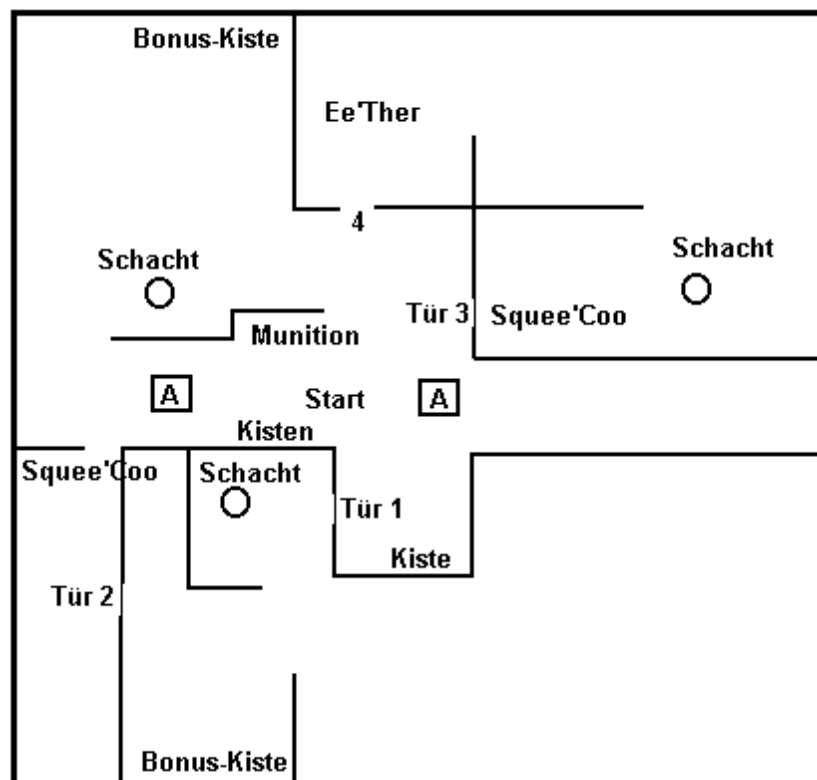 Bonus-Kiste
Ee'Ther
4
Schacht
Schacht
Tür 3
Squee'Coo
Munition
A
Start
A
Kisten
Squee'Coo
Schacht
Tür 1
Kiste
Tür 2
Bonus-Kiste